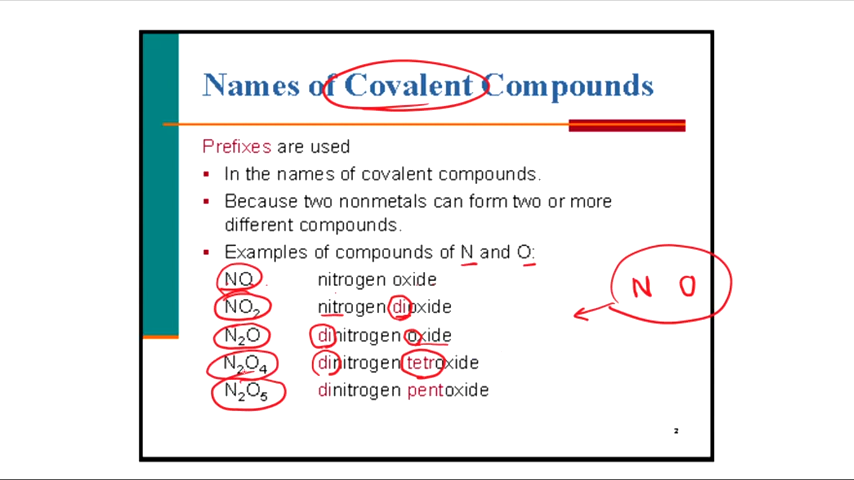 Names of Covalent Compounds
Prefixes are used
▪ In the names of covalent compounds.
▪ Because two nonmetals can form two or more
different compounds.
▪ Examples of compounds of N and O:
NO nitrogen oxide
NO₂ nitrogen dioxide
N₂O dinitrogen oxide
N₂O₄ dinitrogen tetroxide
N₂O₅ dinitrogen pentoxide
N O
2